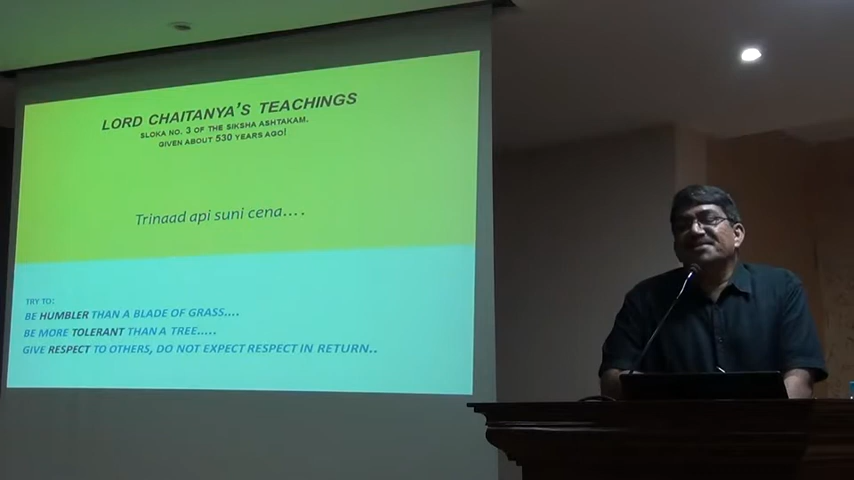 LORD CHAITANYA'S TEACHINGS
SLOKA NO. 3 OF THE SIKSHA ASHTAKAM.
GIVEN ABOUT 530 YEARS AGO!
Trinaad api suni cena....
TRY TO:
BE HUMBLER THAN A BLADE OF GRASS....
BE MORE TOLERANT THAN A TREE.....
GIVE RESPECT TO OTHERS, DO NOT EXPECT RESPECT IN RETURN..